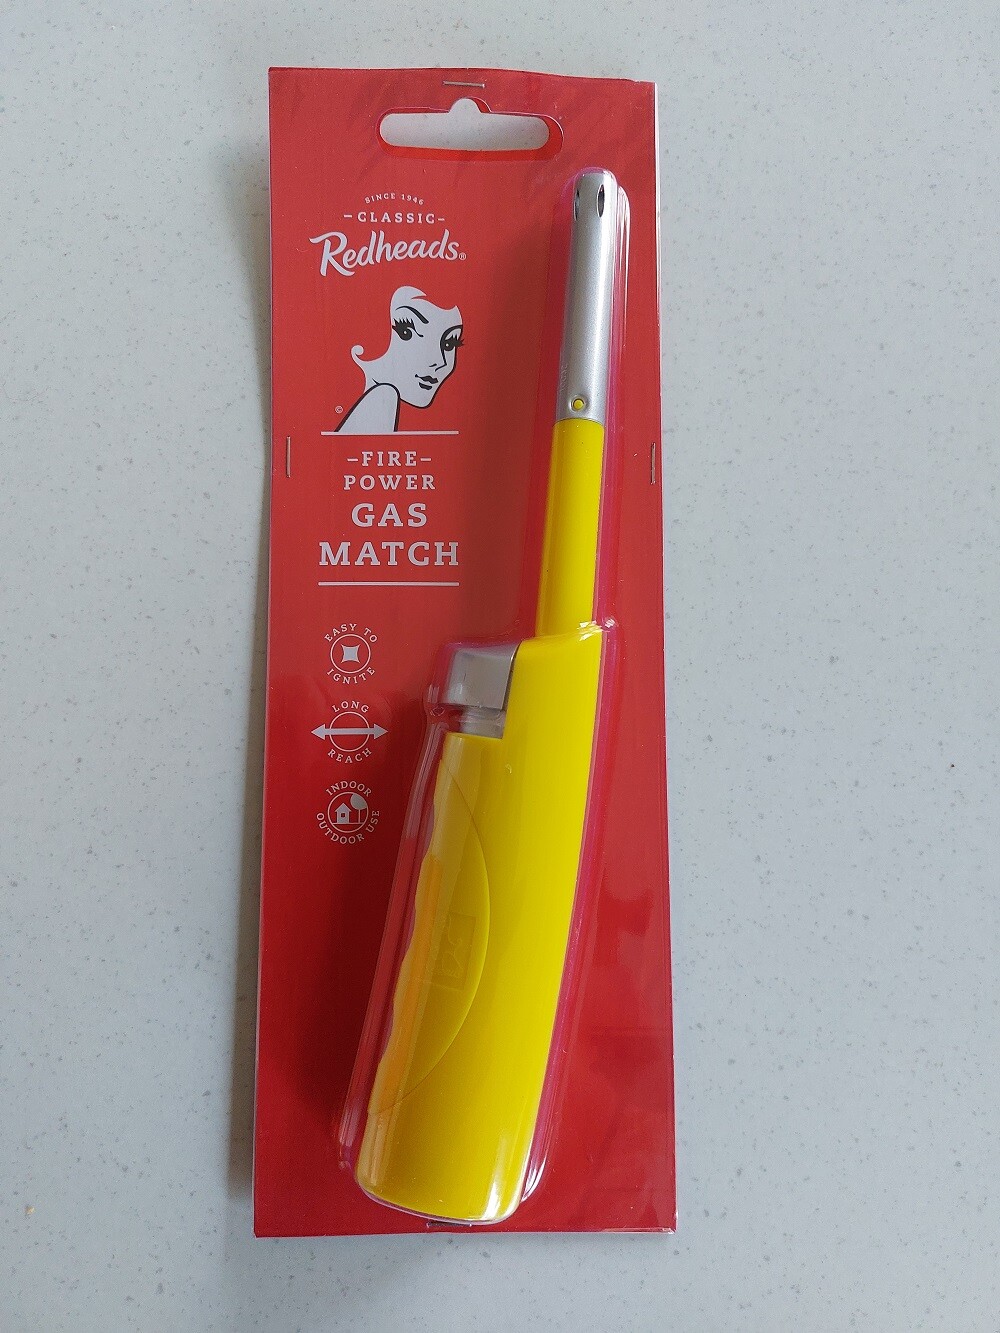 SINCE 1946
–CLASSIC–
Redheads®
©
–FIRE–
POWER
GAS
MATCH
EASY TO
IGNITE
LONG
REACH
INDOOR
OUTDOOR USE